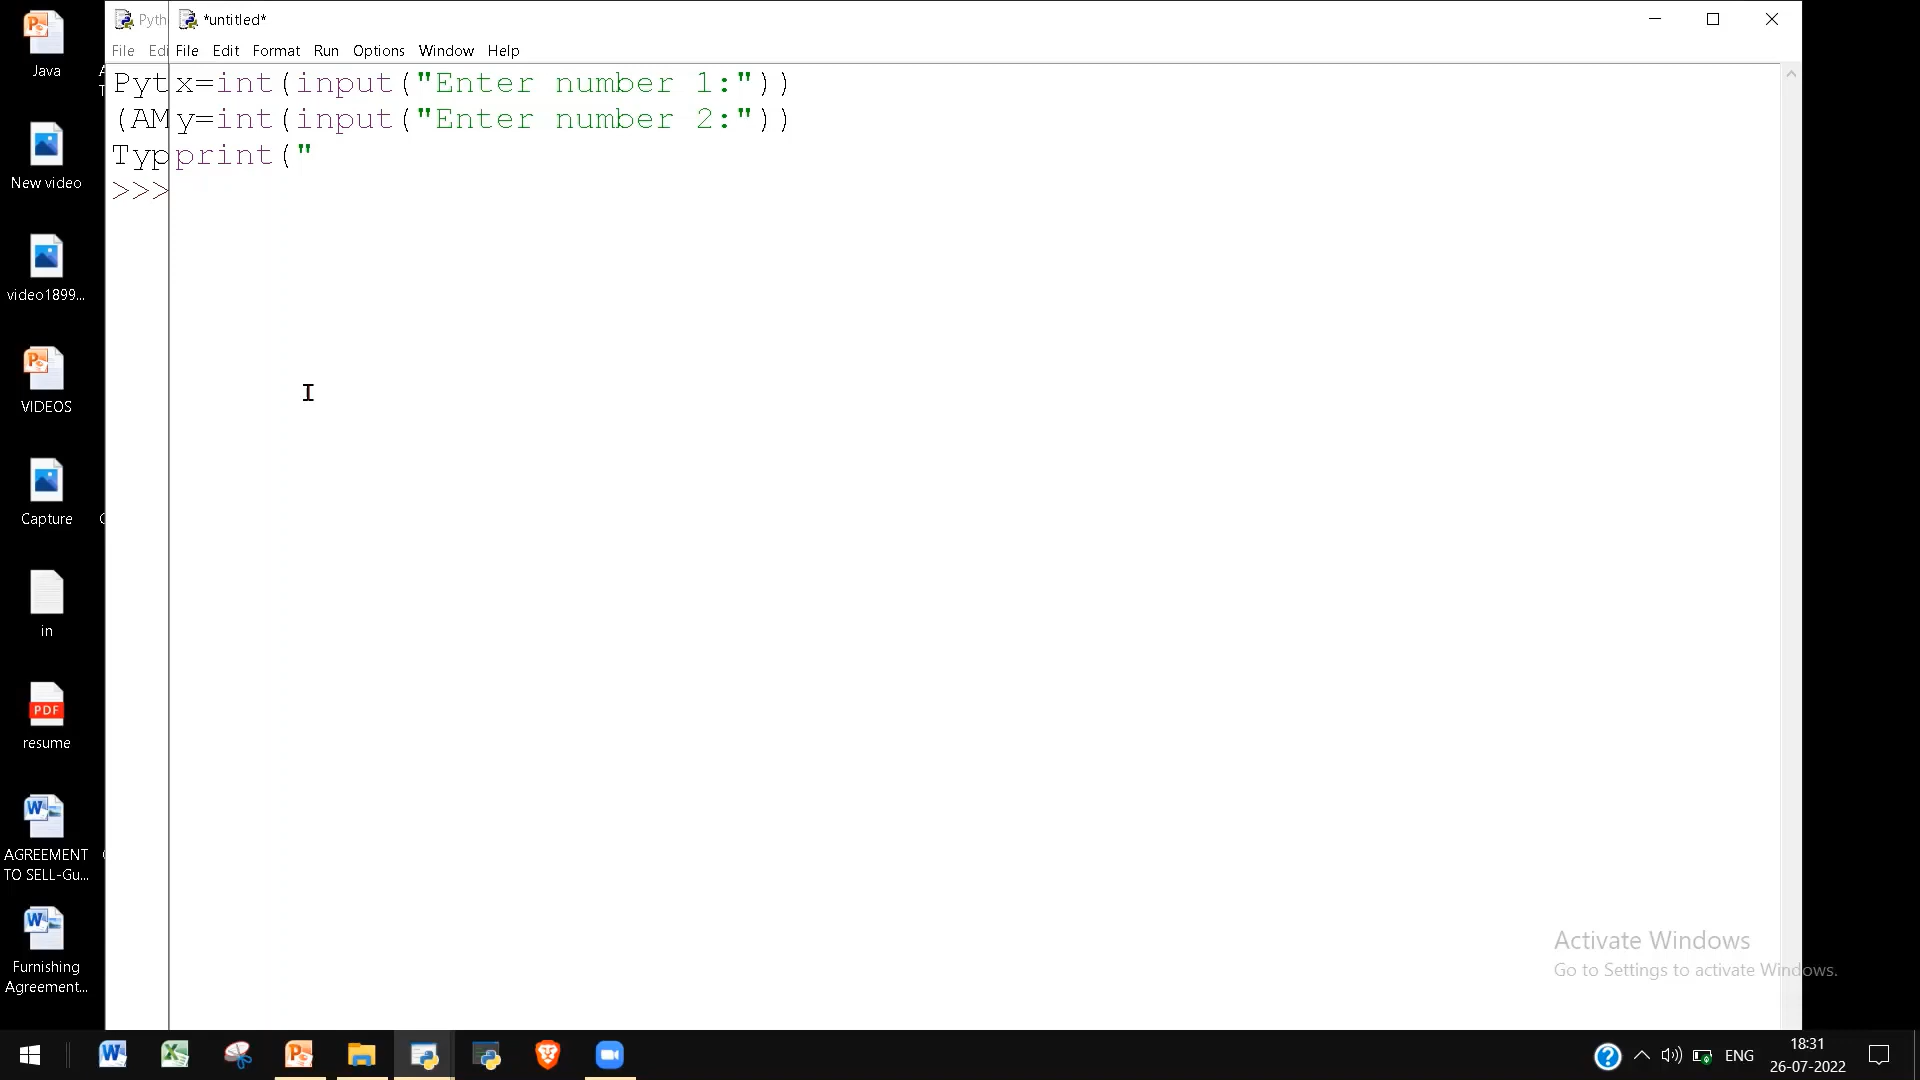 Java
New video
video1899...
VIDEOS
Capture
in
PDF
resume
AGREEMENT
TO SELL-Gu...
Furnishing
Agreement...
Pyth
File Edi
Pyt
(AM
Typ
>>>
*untitled*
File Edit Format Run Options Window Help
x=int(input("Enter number 1:"))
y=int(input("Enter number 2:"))
print("
Activate Windows
Go to Settings to activate Windows.
ENG
18:31
26-07-2022